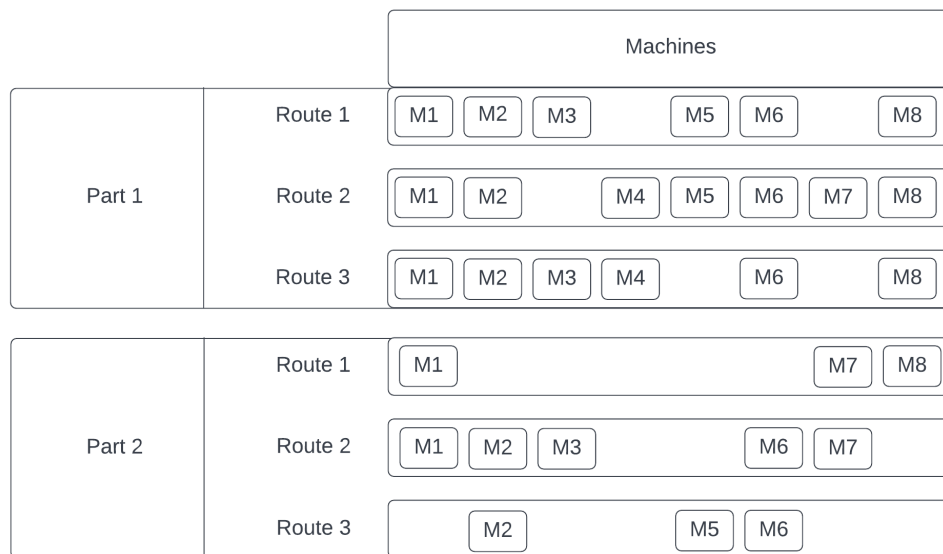 Machines
Route 1 M1 M2 M3 M5 M6 M8
Part 1 Route 2 M1 M2 M4 M5 M6 M7 M8
Route 3 M1 M2 M3 M4 M6 M8
Route 1 M1 M7 M8
Part 2 Route 2 M1 M2 M3 M6 M7
Route 3 M2 M5 M6